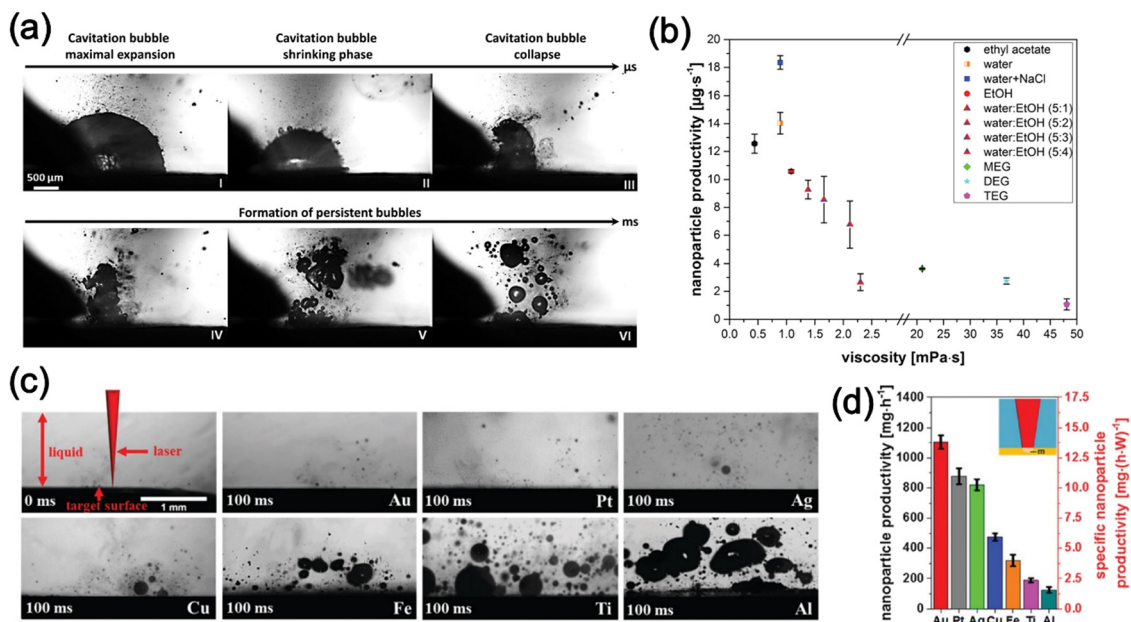 (a)
Cavitation bubble
maximal expansion
Cavitation bubble
shrinking phase
Cavitation bubble
collapse
µs
500 µm
I
II
III
Formation of persistent bubbles
ms
IV
V
VI
(b)
nanoparticle productivity [µg·s⁻¹]
20
18
16
14
12
10
8
6
4
2
0
0.0 0.5 1.0 1.5 2.0 2.5 20 25 30 35 40 45 50
viscosity [mPa·s]
ethyl acetate
water
water+NaCl
EtOH
water:EtOH (5:1)
water:EtOH (5:2)
water:EtOH (5:3)
water:EtOH (5:4)
MEG
DEG
TEG
(c)
liquid
laser
target surface
0 ms
1 mm
100 ms Au
100 ms Pt
100 ms Ag
100 ms Cu
100 ms Fe
100 ms Ti
100 ms Al
(d)
nanoparticle productivity [mg·h⁻¹]
1400
1200
1000
800
600
400
200
0
m
17.5
15.0
12.5
10.0
7.5
5.0
2.5
0.0
specific nanoparticle
productivity [mg·(h·W)⁻¹]
Au Pt Ag Cu Fe Ti Al